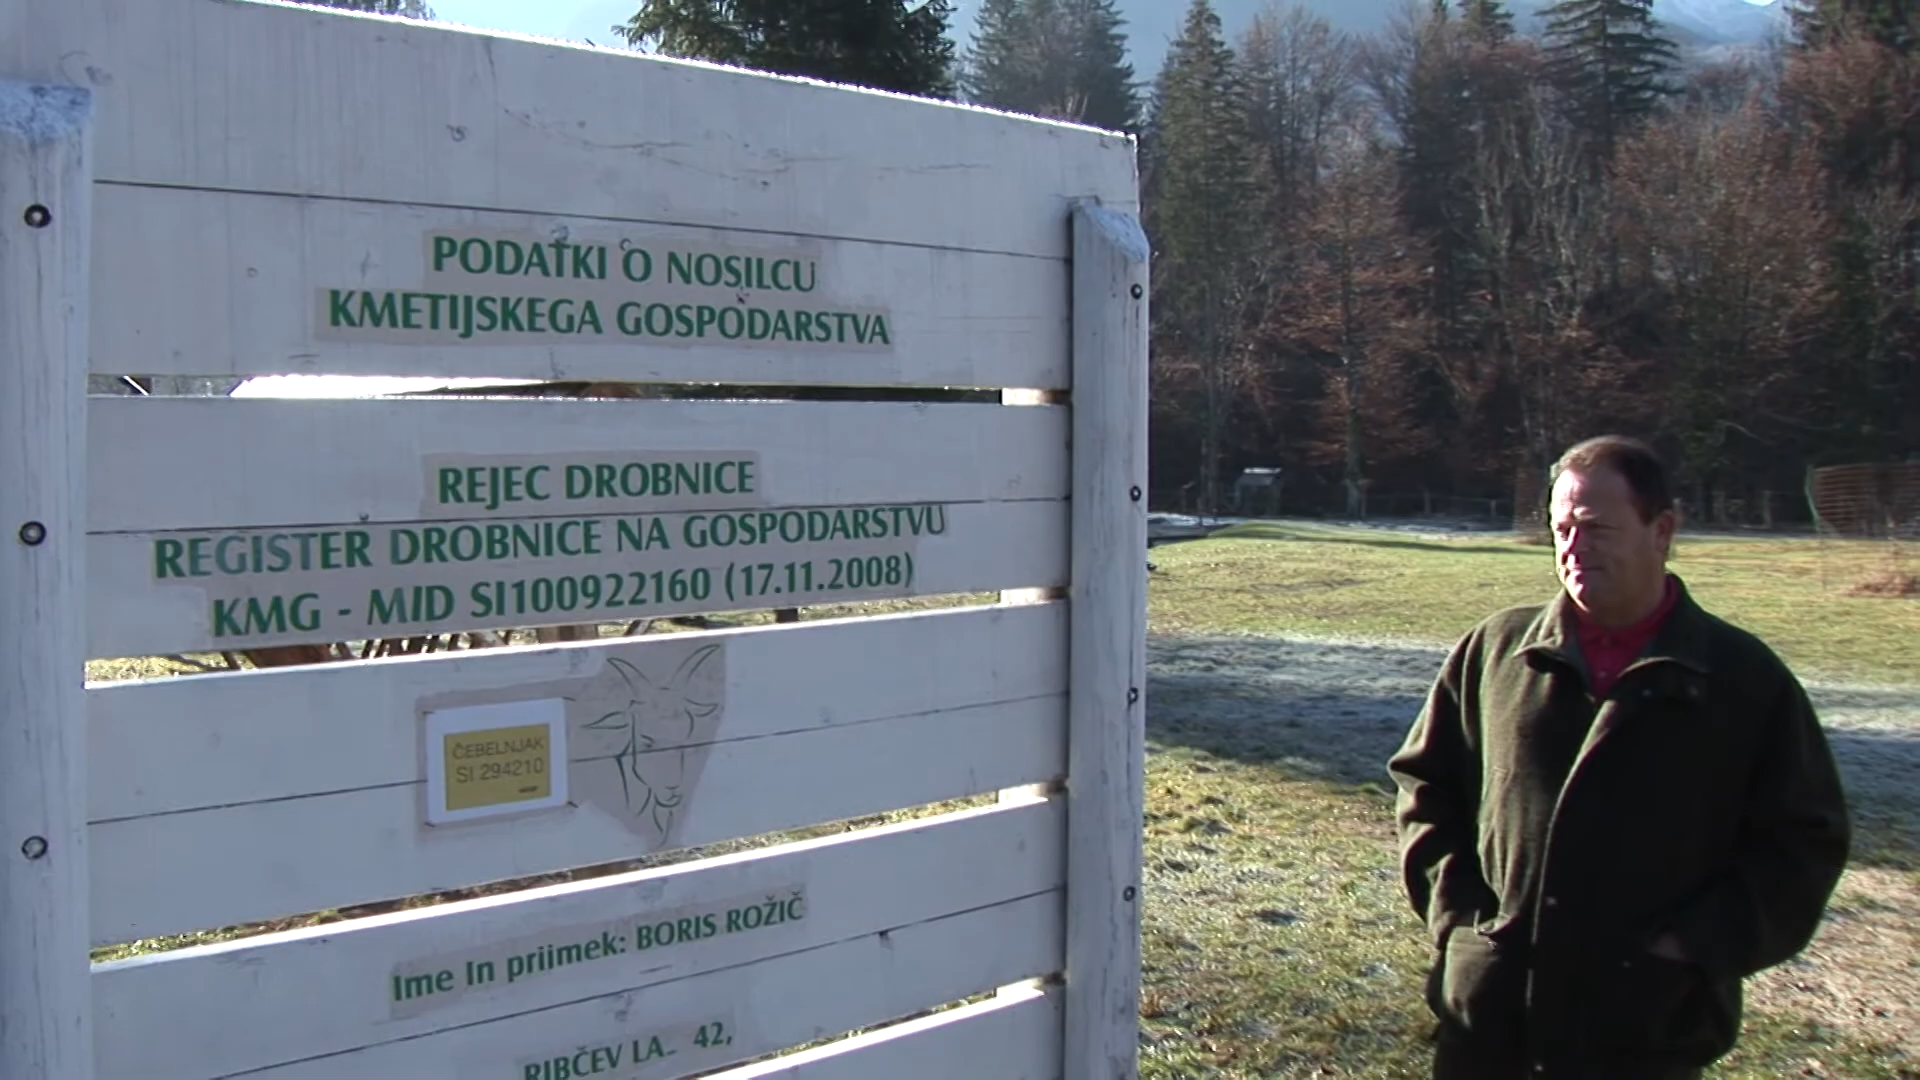 PODATKI O NOSILCU
KMETIJSKEGA GOSPODARSTVA
REJEC DROBNICE
REGISTER DROBNICE NA GOSPODARSTVU
KMG - MID SI100922160 (17.11.2008)
ČEBELNJAK
SI 294210
Ime In priimek: BORIS ROŽIČ
RIBČEV LA 42,